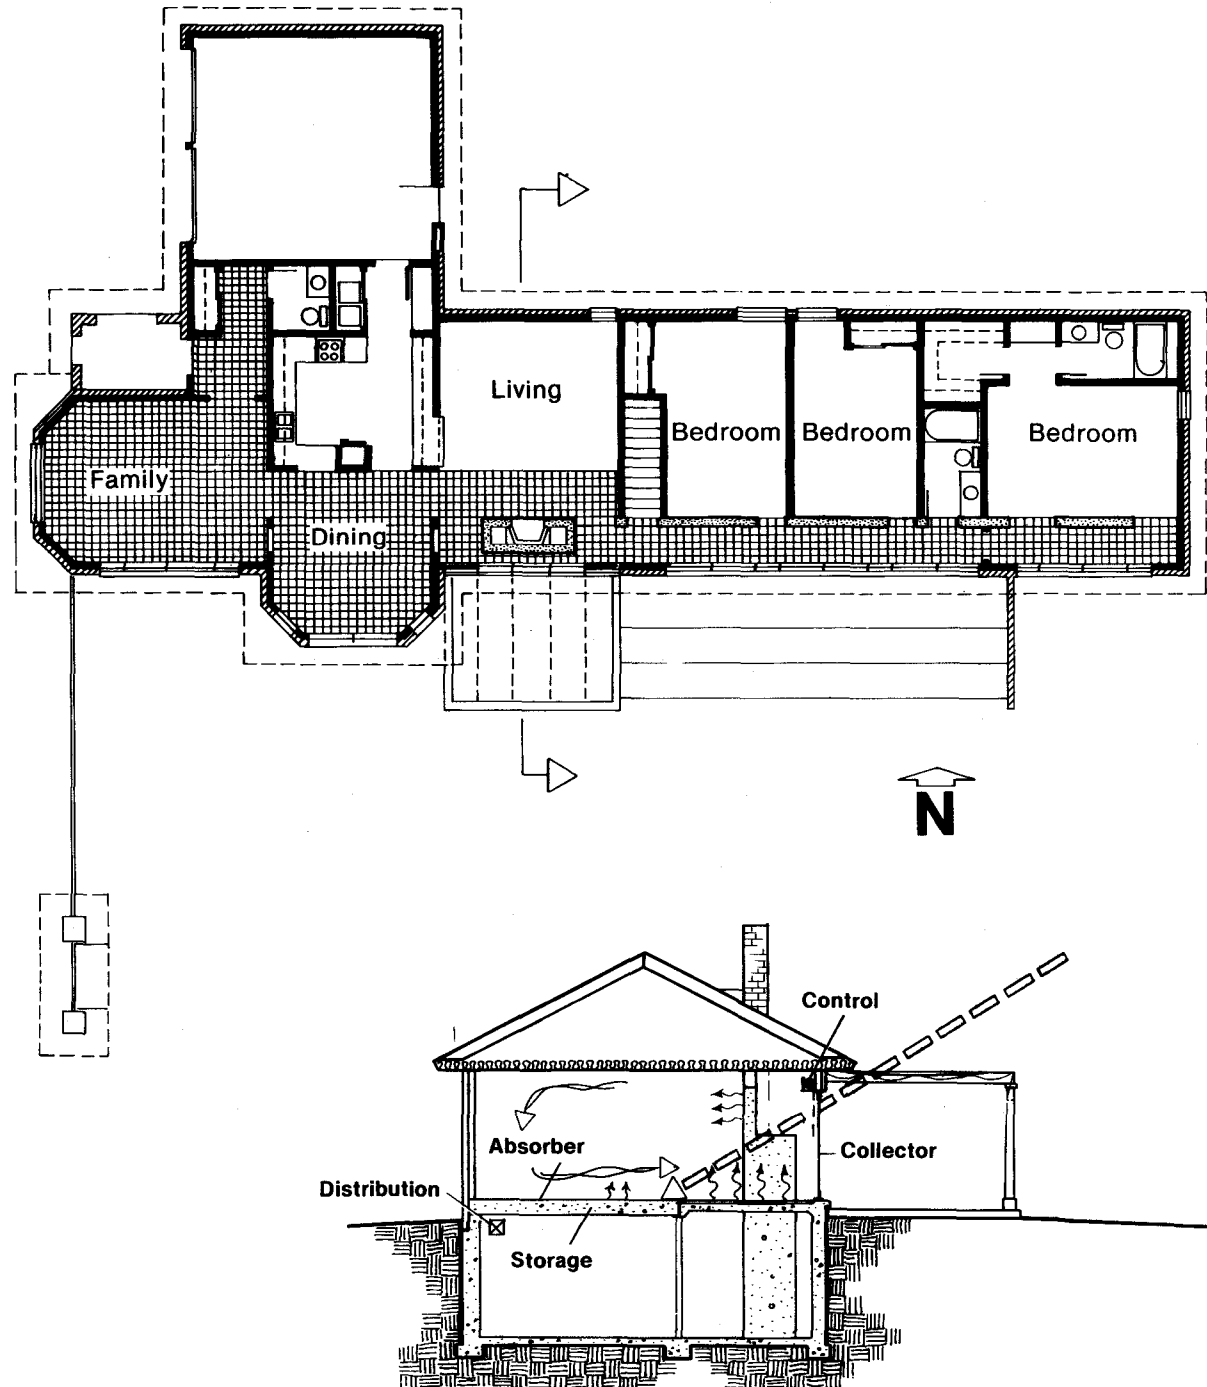 Living
Bedroom
Bedroom
Bedroom
Family
Dining
N
Control
Absorber
Collector
Distribution
Storage